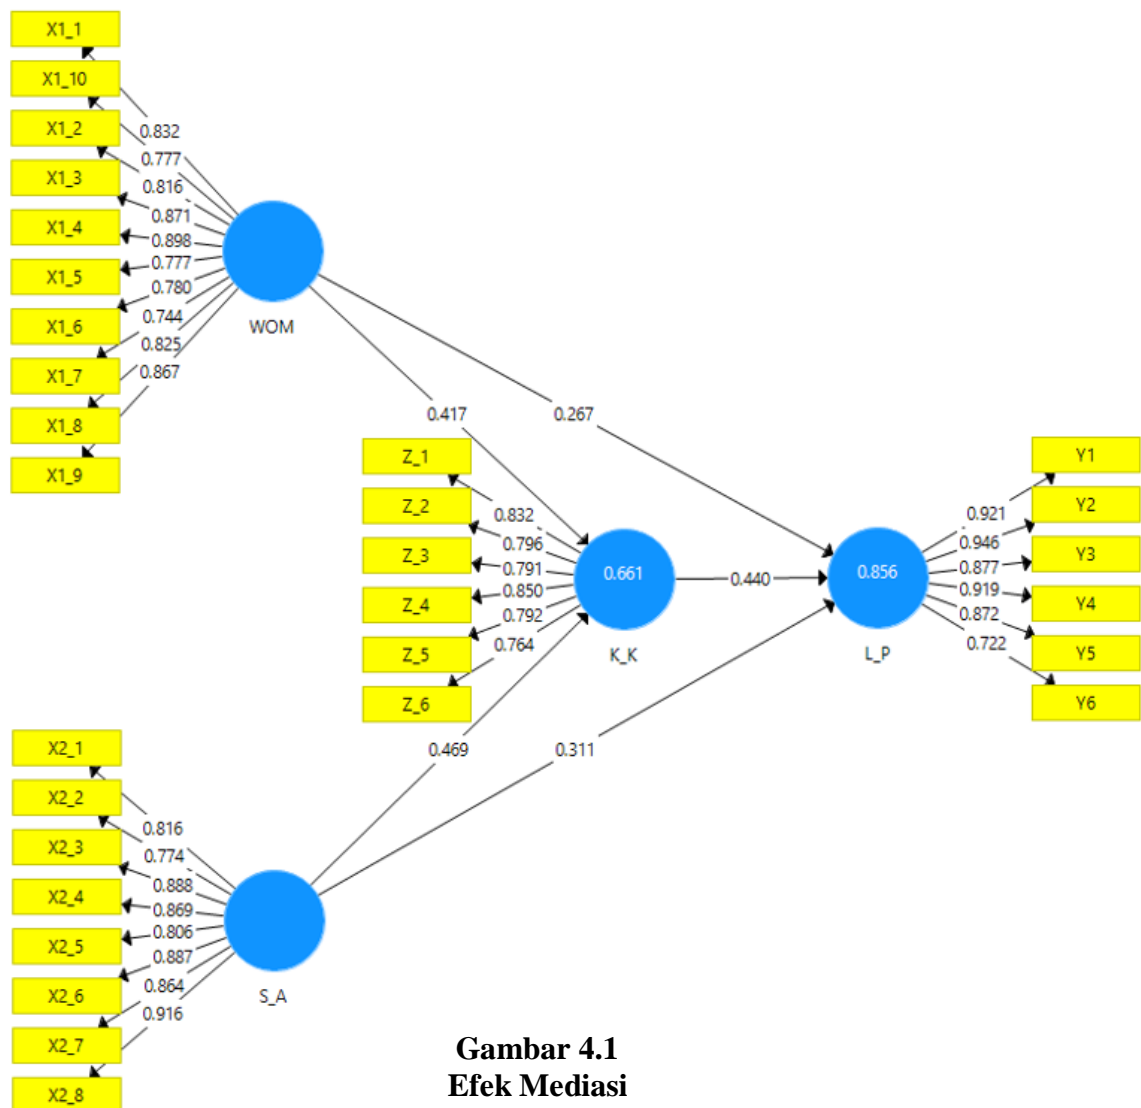 X1_1
X1_10
X1_2
X1_3
X1_4
X1_5
X1_6
X1_7
X1_8
X1_9
0.832
0.777
0.816
0.871
0.898
0.777
0.780
0.744
0.825
0.867
WOM
0.417
0.267
Z_1
Z_2
Z_3
Z_4
Z_5
Z_6
0.832
0.796
0.791
0.850
0.792
0.764
0.661
K_K
0.440
0.856
L_P
0.921
0.946
0.877
0.919
0.872
0.722
Y1
Y2
Y3
Y4
Y5
Y6
0.469
0.311
X2_1
X2_2
X2_3
X2_4
X2_5
X2_6
X2_7
X2_8
0.816
0.774
0.888
0.869
0.806
0.887
0.864
0.916
S_A
Gambar 4.1
Efek Mediasi